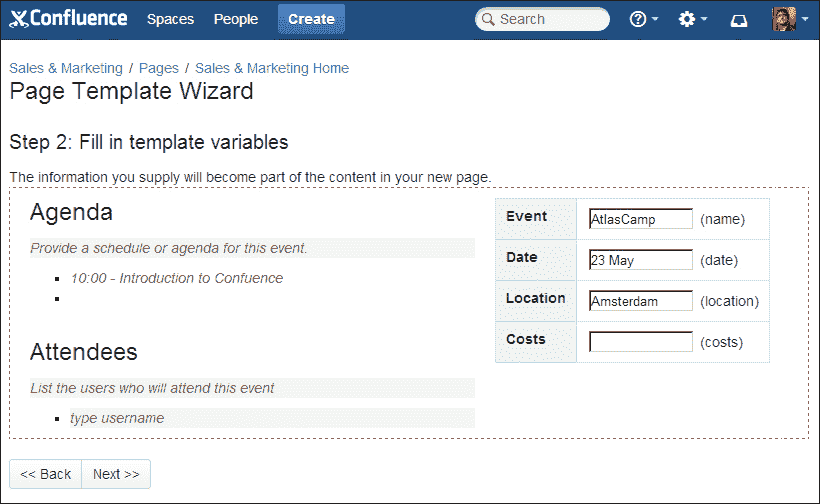 Confluence Spaces People Create Search
Sales & Marketing / Pages / Sales & Marketing Home
Page Template Wizard
Step 2: Fill in template variables
The information you supply will become part of the content in your new page.
Agenda
Provide a schedule or agenda for this event.
10:00 - Introduction to Confuence
Attendees
List the users who will attend this event
type username
Event AtlasCamp (name)
Date 23 May (date)
Location Amsterdam (location)
Costs (costs)
<< Back Next >>